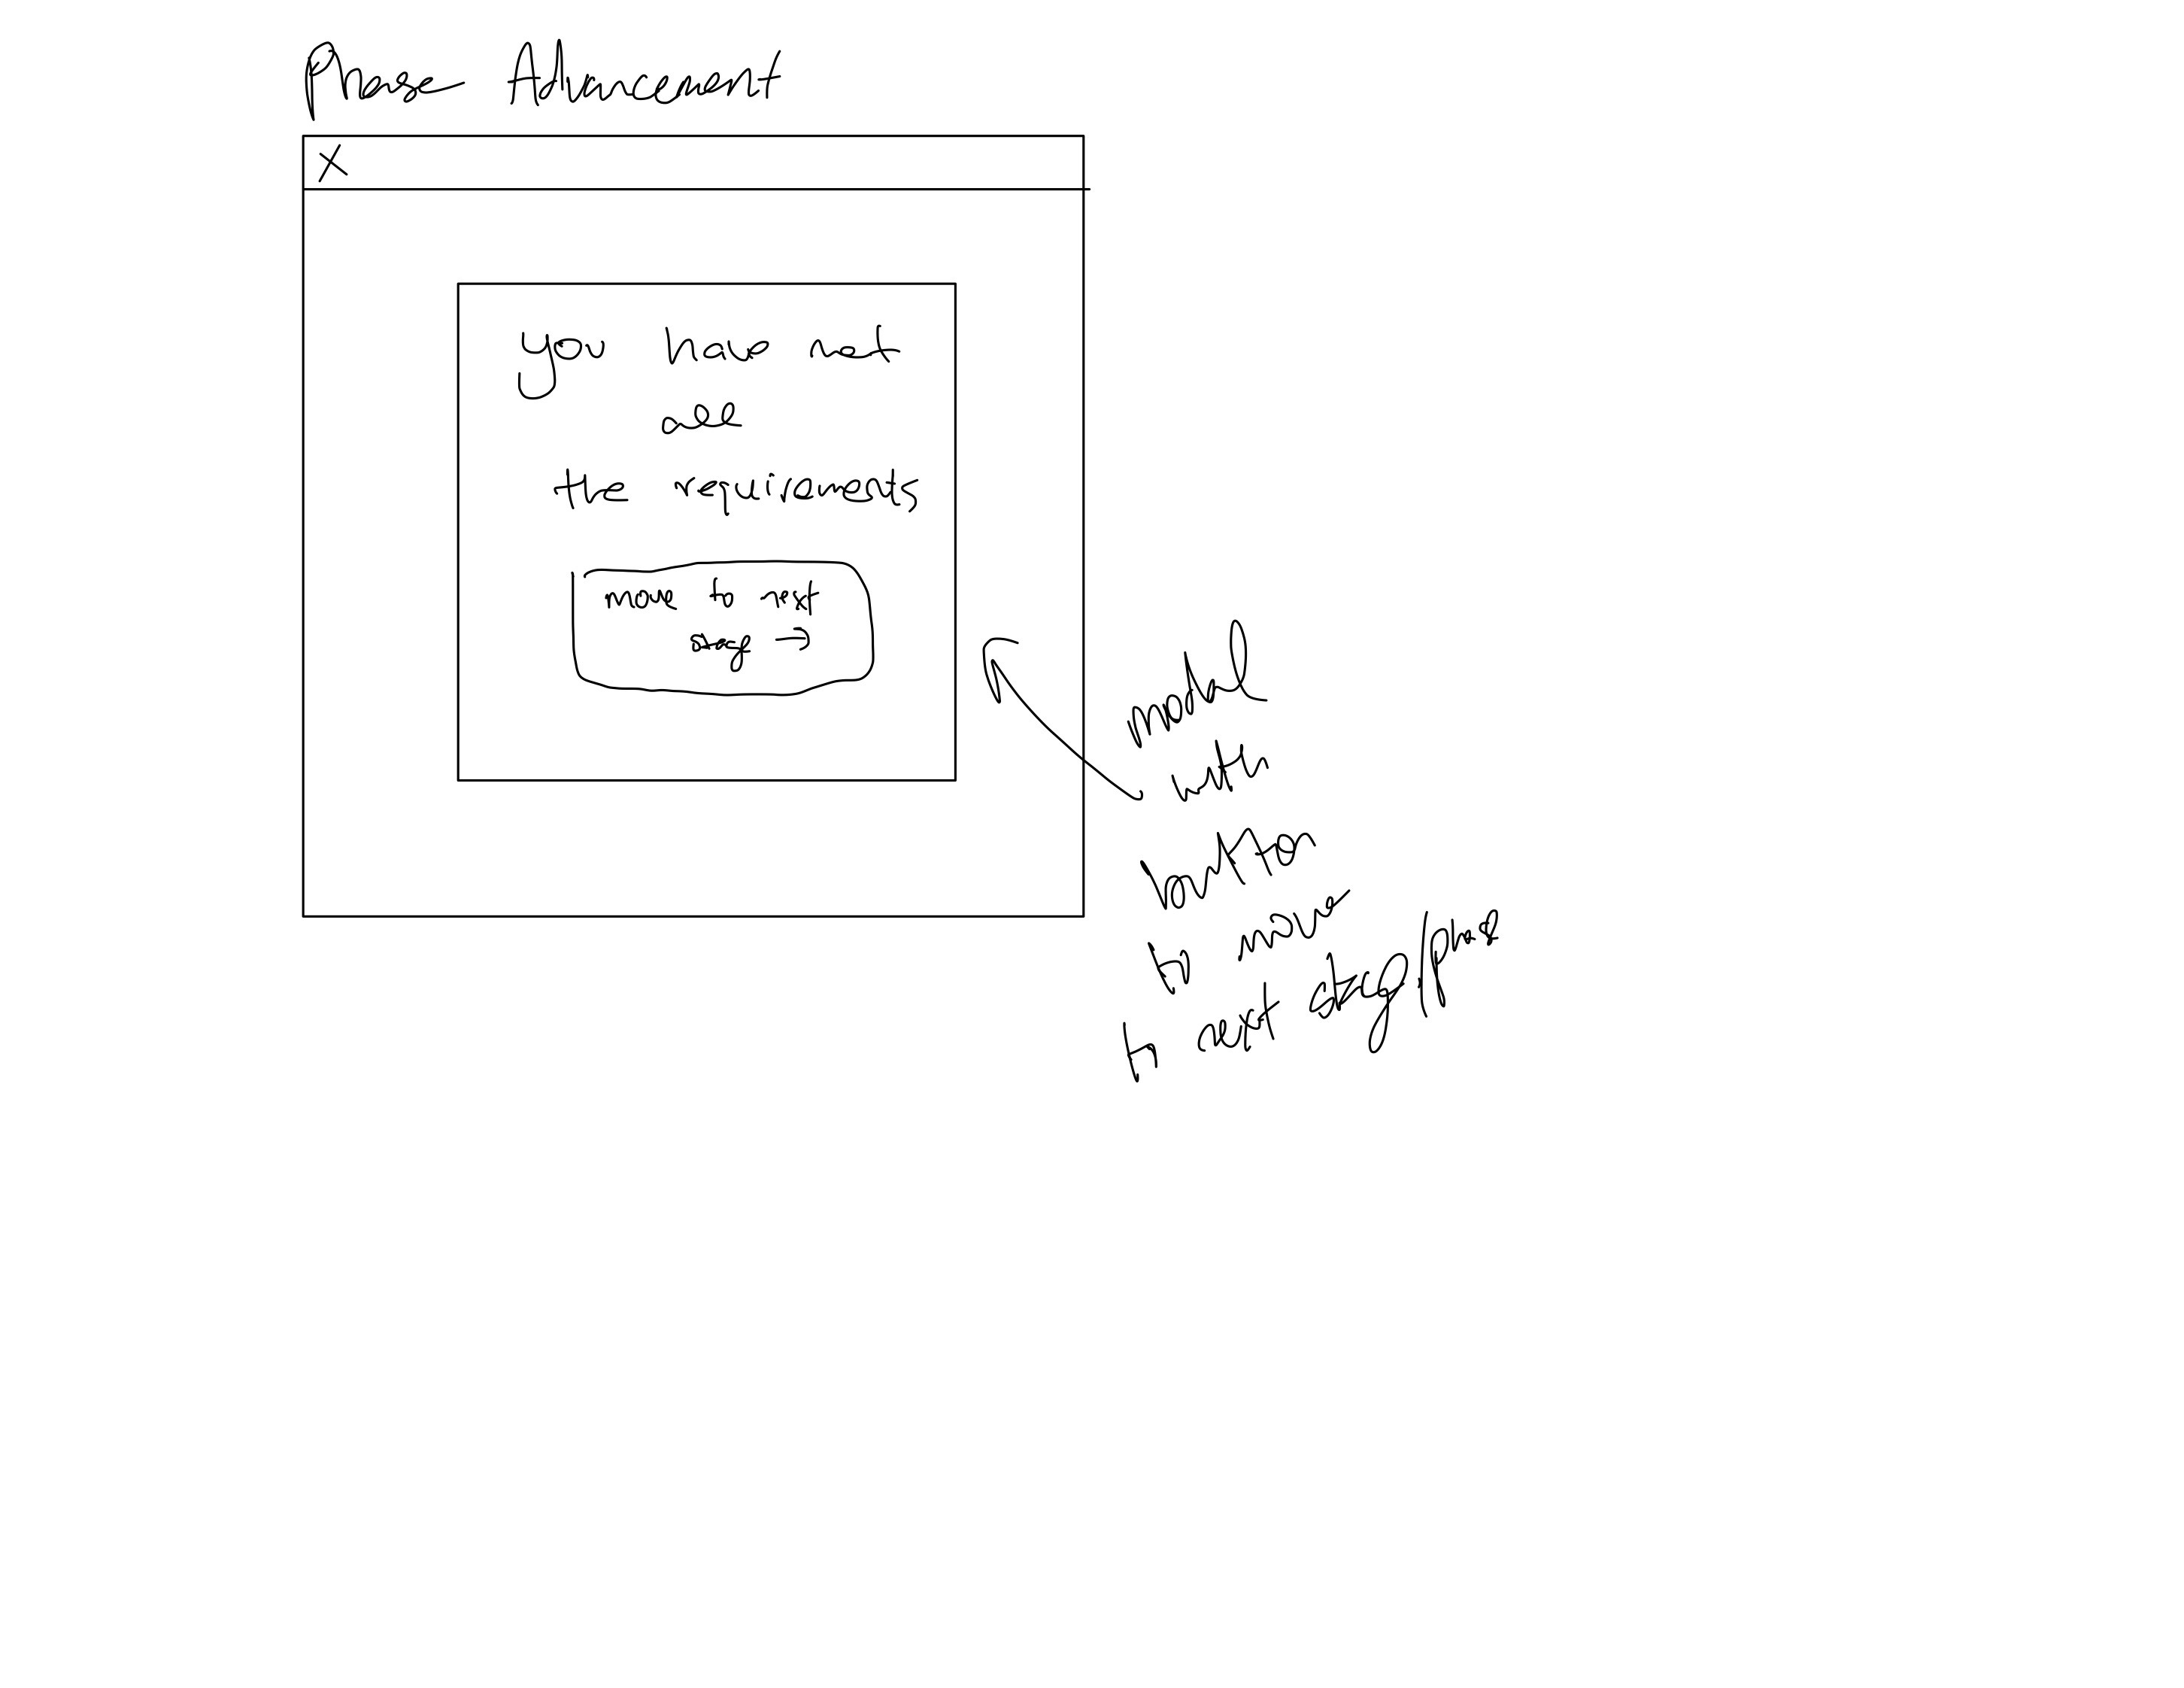 Phase Advancement
X
you have met
all
the requirements
move to next
stage →
modal
with
button
to move
to next stage/phase